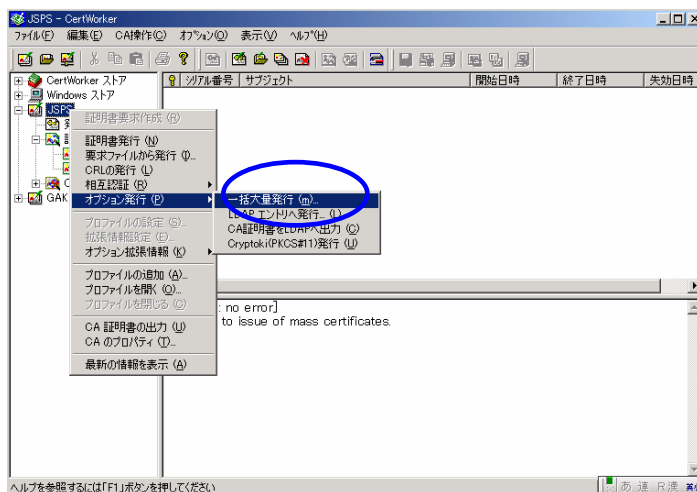 JSPS - CertWorker
ファイル(F) 編集(E) CA操作(C) オプション(O) 表示(V) ヘルプ(H)
CertWorker ストア
Windows ストア
JSPS
GAK
シリアル番号 サブジェクト 開始日時 終了日時 失効日時
証明書要求作成 (R)
証明書発行 (N)
要求ファイルから発行 (I)...
CRLの発行 (L)
相互認証 (R)
オプション発行 (P)
プロファイルの設定 (S)...
拡張情報設定 (E)...
オプション拡張情報 (K)
プロファイルの追加 (A)...
プロファイルを開く (O)...
プロファイルを閉じる (C)
CA 証明書の出力 (U)
CA のプロパティ (T)...
最新の情報を表示 (A)
一括大量発行 (m)...
LDAP エントリへ発行... (L)
CA証明書をLDAPへ出力 (C)
Cryptoki(PKCS#11)発行 (U)
: no error]
to issue of mass certificates.
ヘルプを参照するには「F1」ボタンを押してください
あ 連 R漢 英